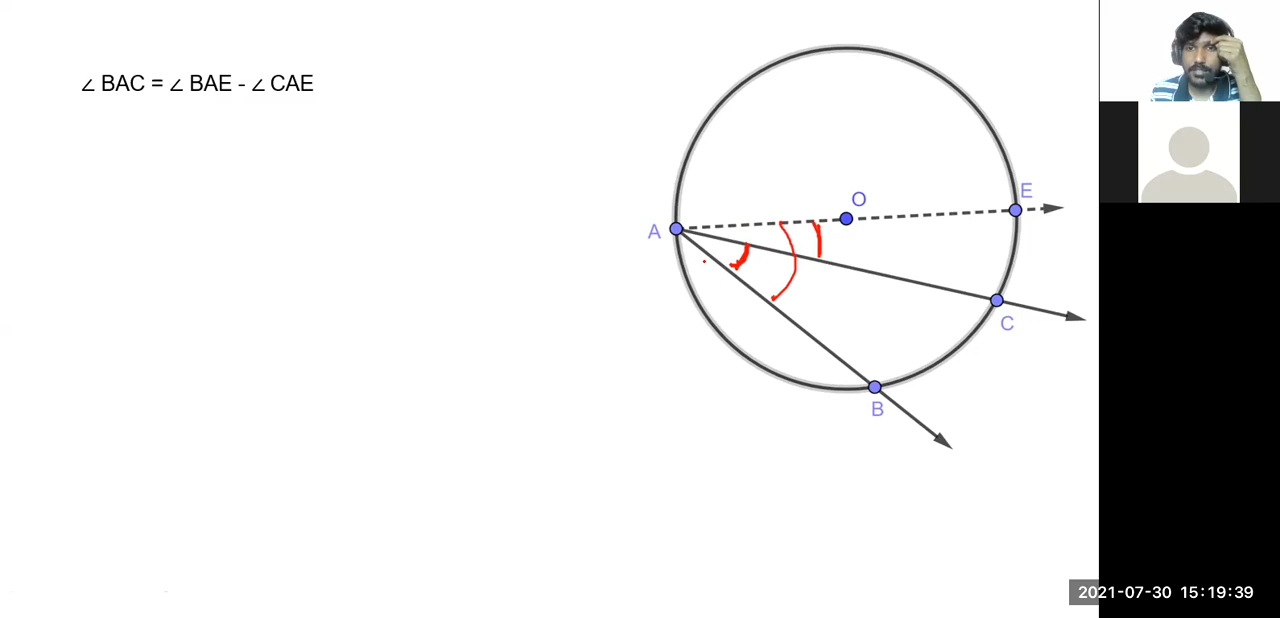 ∠ BAC = ∠ BAE - ∠ CAE
E
O
A
C
B
2021-07-30 15:19:39